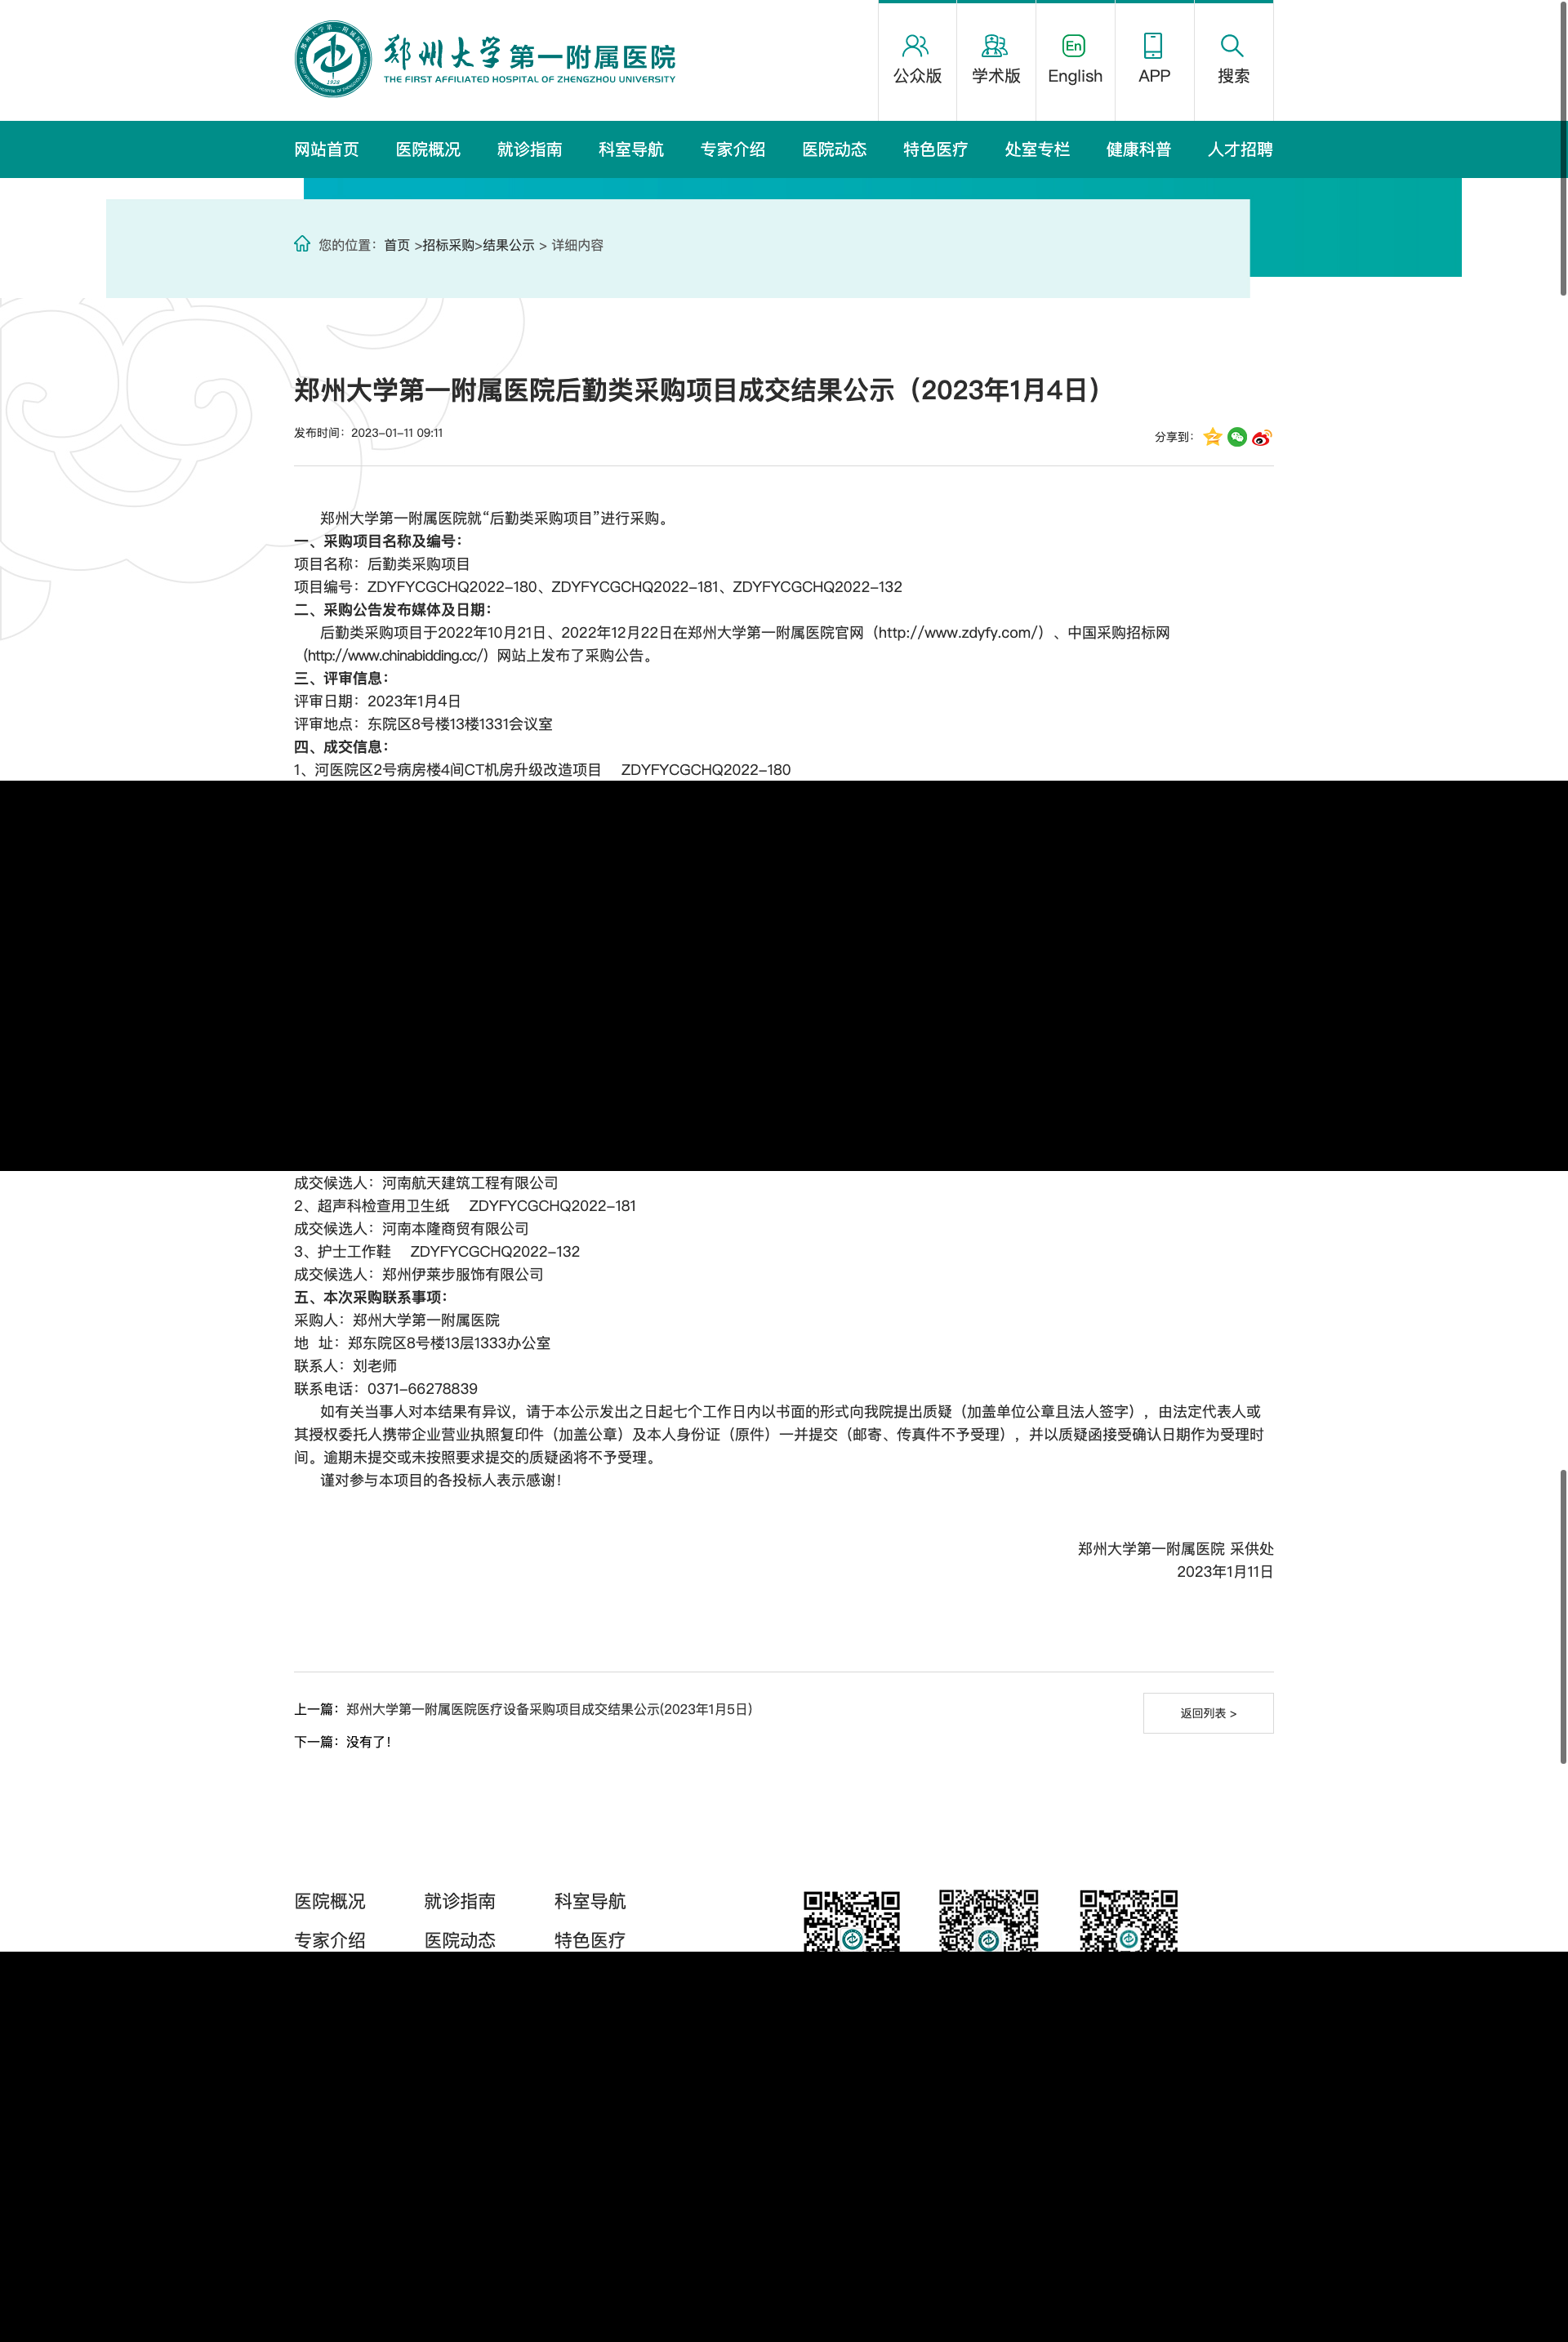 郑州大学第一附属医院
THE FIRST AFFILIATED HOSPITAL OF ZHENGZHOU UNIVERSITY
公众版
学术版
En
English
APP
搜索
网站首页 医院概况 就诊指南 科室导航 专家介绍 医院动态 特色医疗 处室专栏 健康科普 人才招聘
您的位置：首页 >招标采购>结果公示 > 详细内容
郑州大学第一附属医院后勤类采购项目成交结果公示（2023年1月4日）
发布时间：2023-01-11 09:11
分享到：
郑州大学第一附属医院就“后勤类采购项目”进行采购。
一、采购项目名称及编号：
项目名称：后勤类采购项目
项目编号：ZDYFYCGCHQ2022-180、ZDYFYCGCHQ2022-181、ZDYFYCGCHQ2022-132
二、采购公告发布媒体及日期：
后勤类采购项目于2022年10月21日、2022年12月22日在郑州大学第一附属医院官网（http://www.zdyfy.com/）、中国采购招标网
（http://www.chinabidding.cc/）网站上发布了采购公告。
三、评审信息：
评审日期：2023年1月4日
评审地点：东院区8号楼13楼1331会议室
四、成交信息：
1、河医院区2号病房楼4间CT机房升级改造项目 ZDYFYCGCHQ2022-180
成交候选人：河南航天建筑工程有限公司
2、超声科检查用卫生纸 ZDYFYCGCHQ2022-181
成交候选人：河南本隆商贸有限公司
3、护士工作鞋 ZDYFYCGCHQ2022-132
成交候选人：郑州伊莱步服饰有限公司
五、本次采购联系事项：
采购人：郑州大学第一附属医院
地 址：郑东院区8号楼13层1333办公室
联系人：刘老师
联系电话：0371-66278839
如有关当事人对本结果有异议，请于本公示发出之日起七个工作日内以书面的形式向我院提出质疑（加盖单位公章且法人签字），由法定代表人或
其授权委托人携带企业营业执照复印件（加盖公章）及本人身份证（原件）一并提交（邮寄、传真件不予受理），并以质疑函接受确认日期作为受理时
间。逾期未提交或未按照要求提交的质疑函将不予受理。
谨对参与本项目的各投标人表示感谢！
郑州大学第一附属医院 采供处
2023年1月11日
上一篇：郑州大学第一附属医院医疗设备采购项目成交结果公示(2023年1月5日)
返回列表 >
下一篇：没有了！
医院概况 就诊指南 科室导航
专家介绍 医院动态 特色医疗